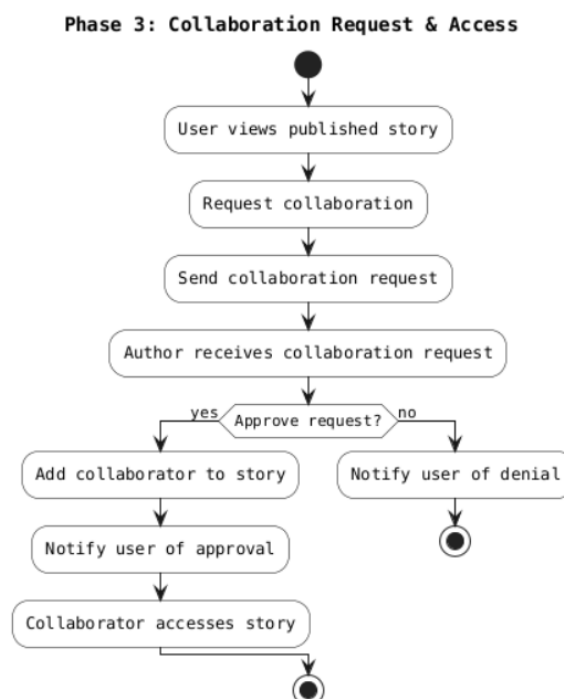 Phase 3: Collaboration Request & Access
User views published story
Request collaboration
Send collaboration request
Author receives collaboration request
yes
Approve request?
no
Add collaborator to story
Notify user of denial
Notify user of approval
Collaborator accesses story